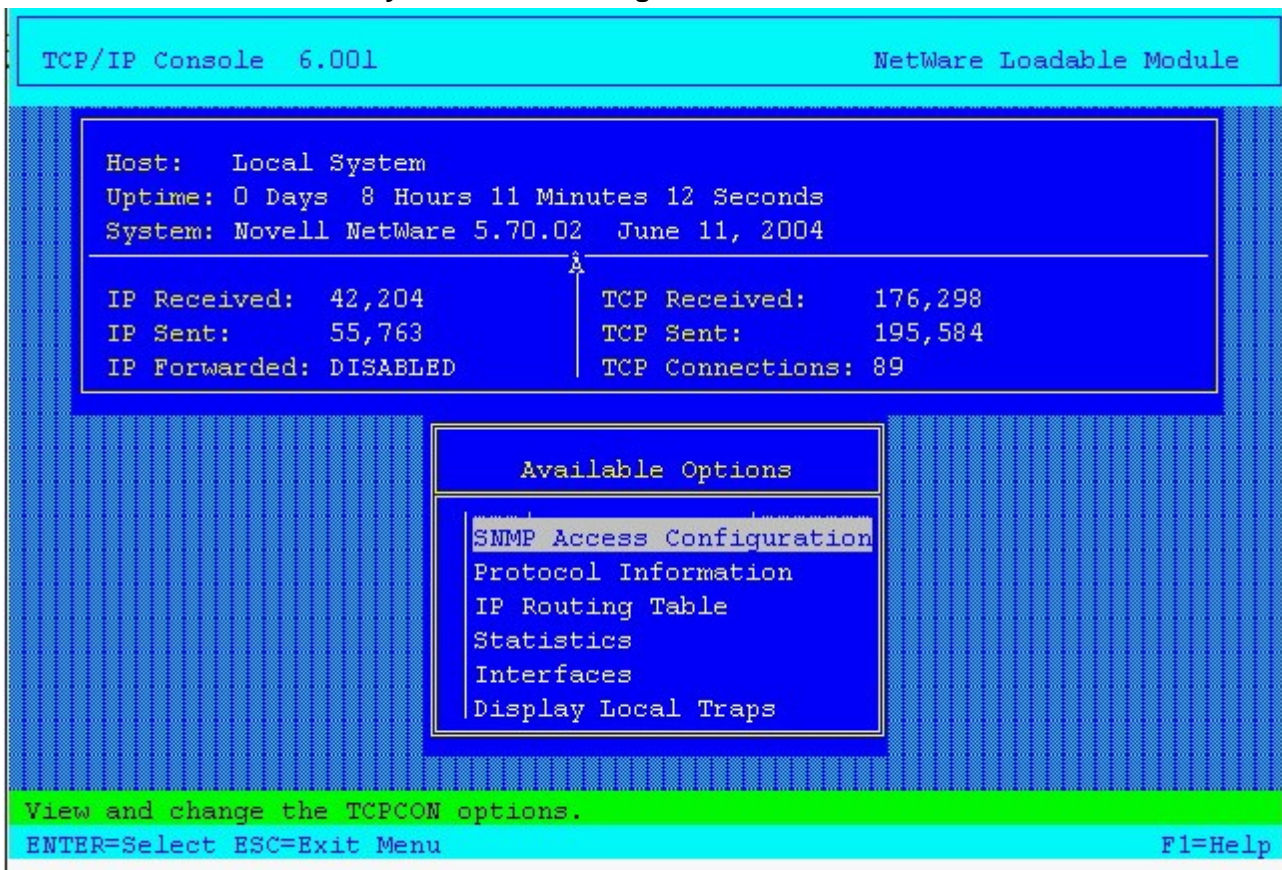 TCP/IP Console 6.00l NetWare Loadable Module
Host: Local System
Uptime: 0 Days 8 Hours 11 Minutes 12 Seconds
System: Novell NetWare 5.70.02 June 11, 2004
IP Received: 42,204 TCP Received: 176,298
IP Sent: 55,763 TCP Sent: 195,584
IP Forwarded: DISABLED TCP Connections: 89
Available Options
SNMP Access Configuration
Protocol Information
IP Routing Table
Statistics
Interfaces
Display Local Traps
View and change the TCPCON options.
ENTER=Select ESC=Exit Menu F1=Help